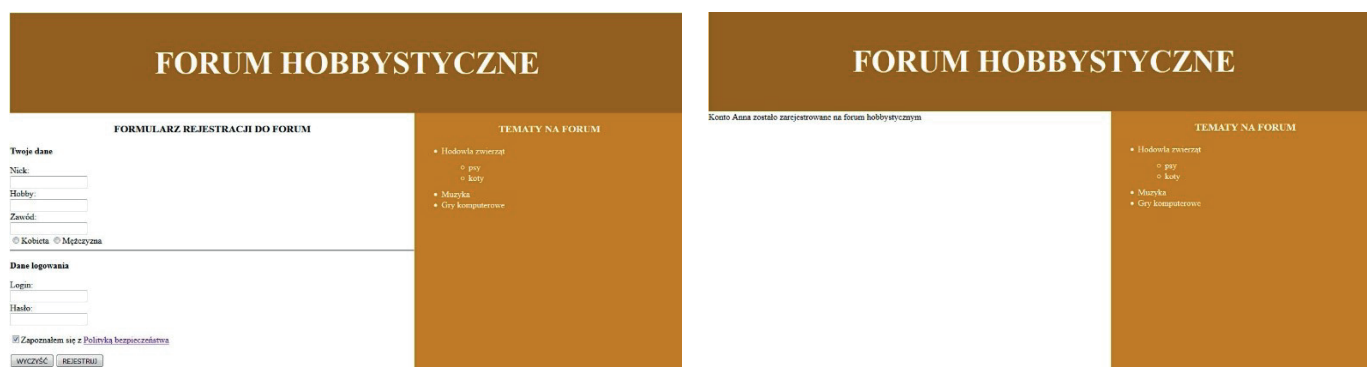 FORUM HOBBYSTYCZNE
FORMULARZ REJESTRACJI DO FORUM
Twoje dane
Nick:
Hobby:
Zawód:
Kobieta Mężczyzna
Dane logowania
Login:
Hasło:
Zapoznałem się z Polityką bezpieczeństwa
WYCZYŚĆ REJESTRUJ
TEMATY NA FORUM
Hodowla zwierząt
psy
koty
Muzyka
Gry komputerowe
FORUM HOBBYSTYCZNE
Konto Anna zostało zarejestrowane na forum hobbystycznym
TEMATY NA FORUM
Hodowla zwierząt
psy
koty
Muzyka
Gry komputerowe